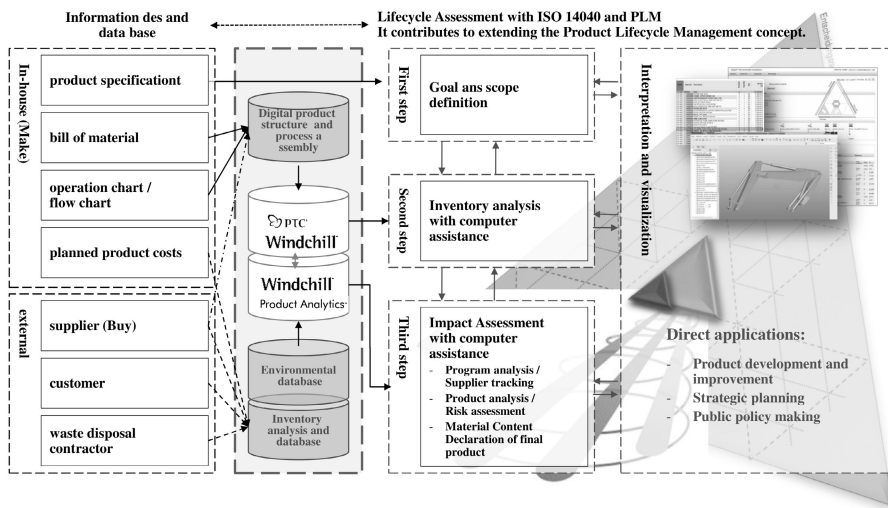 Information des and
data base
Lifecycle Assessment with ISO 14040 and PLM
It contributes to extending the Product Lifecycle Management concept.
In-house (Make)
product specificationt
bill of material
operation chart /
flow chart
planned product costs
external
supplier (Buy)
customer
waste disposal
contractor
Digital product
structure and
process a
ssembly
PTC
Windchill
Windchill
Product Analytics
Environmental
database
Inventory
analysis and
database
First step
Goal ans scope
definition
Second step
Inventory analysis
with computer
assistance
Third step
Impact Assessment
with computer
assistance
- Program analysis /
Supplier tracking
- Product analysis /
Risk assessment
- Material Content
Declaration of final
product
Interpretation and visualization
Direct applications:
- Product development and
improvement
- Strategic planning
- Public policy making